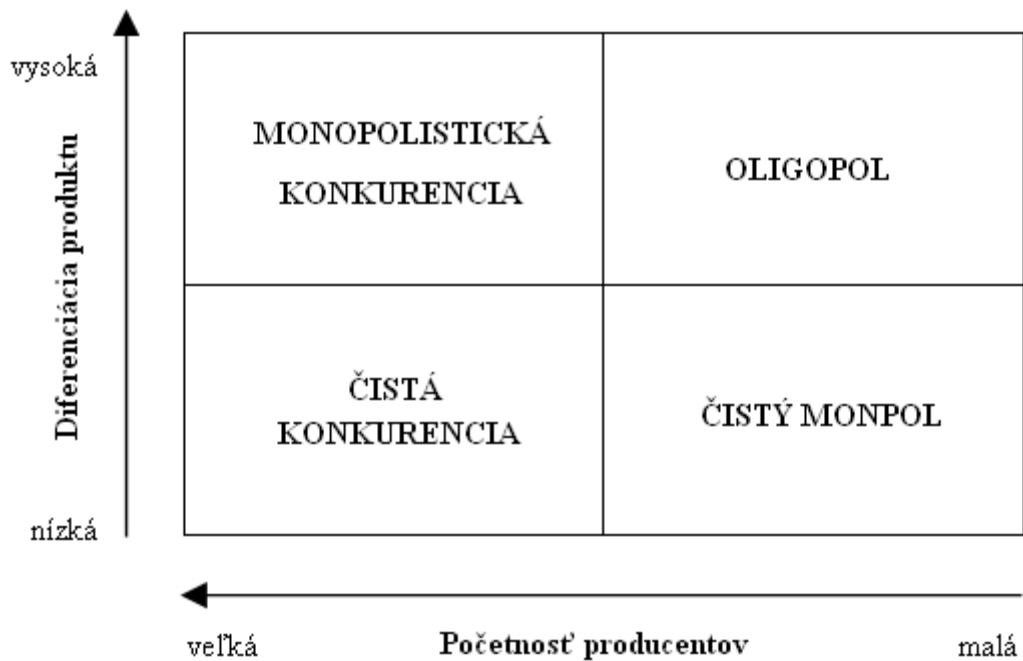 vysoká
Diferenciácia produktu
nízká
MONOPOLISTICKÁ
KONKURENCIA
OLIGOPOL
ČISTÁ
KONKURENCIA
ČISTÝ MONPOL
veľká
Početnosť producentov
malá